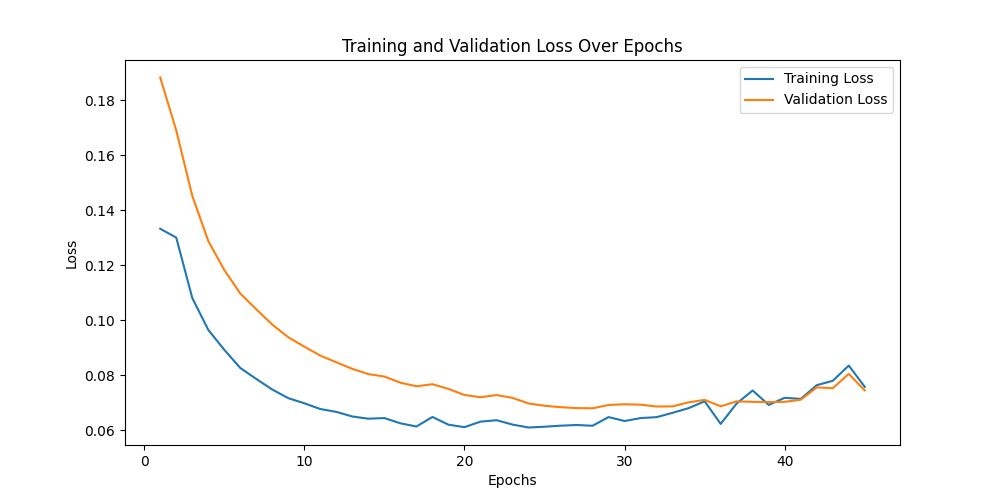 Training and Validation Loss Over Epochs
Training Loss
Validation Loss
0.18
0.16
0.14
0.12
0.10
0.08
0.06
Loss
0 10 20 30 40
Epochs